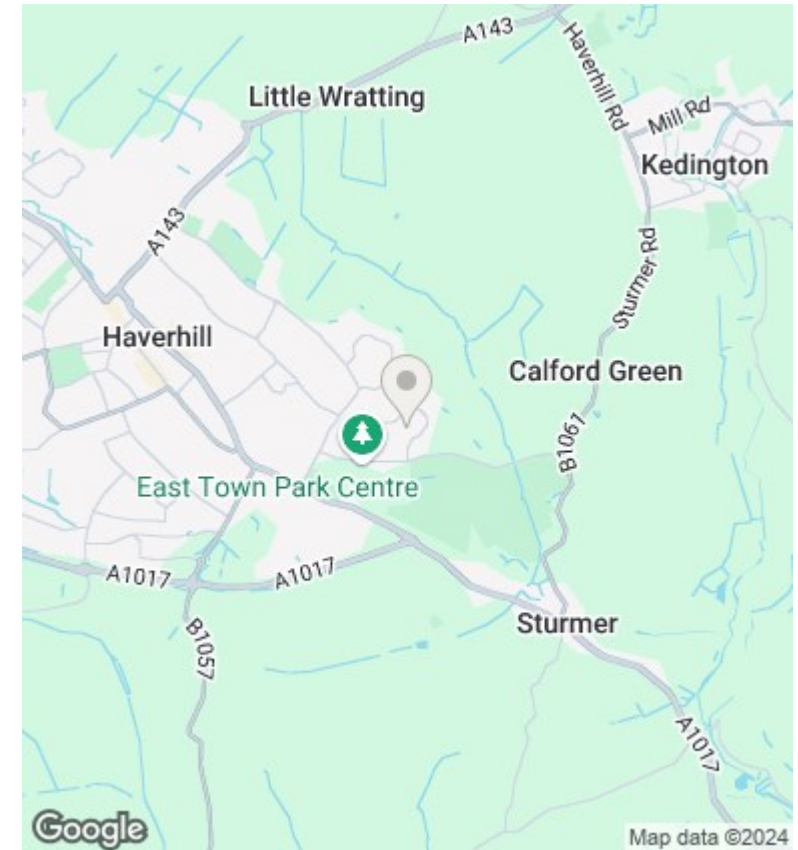 A143
Haverhill Rd
Little Wratting
Mill Rd
Kedington
A143
Sturmer Rd
Haverhill
Calford Green
B1061
East Town Park Centre
A1017
A1017
B1057
Sturmer
A1017
Google
Map data ©2024